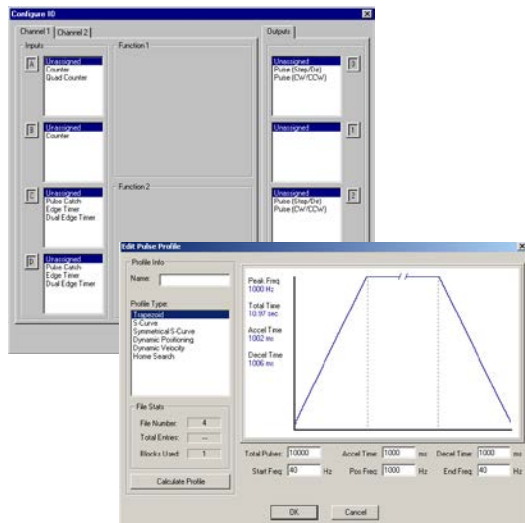 Configure IO
Channel 1 Channel 2
Outputs
Inputs
Function 1
A
Unassigned
Counter
Quad Counter
Unassigned
Pulse (Step/Dir)
Pulse (CW/CCW)
0
B
Unassigned
Counter
Unassigned
1
C
Unassigned
Pulse Catch
Edge Timer
Dual Edge Timer
Function 2
Unassigned
Pulse (Step/Dir)
Pulse (CW/CCW)
2
D
Unassigned
Pulse Catch
Edge Timer
Dual Edge Timer
Edit Pulse Profile
Profile Info
Name:
Profile Type:
Trapezoid
S-Curve
Symmetrical S-Curve
Dynamic Positioning
Dynamic Velocity
Home Search
File Stats
File Number: 4
Total Entries: --
Blocks Used: 1
Calculate Profile
Peak Freq
1000 Hz
Total Time
10.97 sec
Accel Time
1002 ms
Decel Time
1006 ms
Total Pulses: 10000 Accel Time: 1000 ms Decel Time: 1000 ms
Start Freq: 40 Hz Pos Freq: 1000 Hz End Freq: 40 Hz
OK Cancel